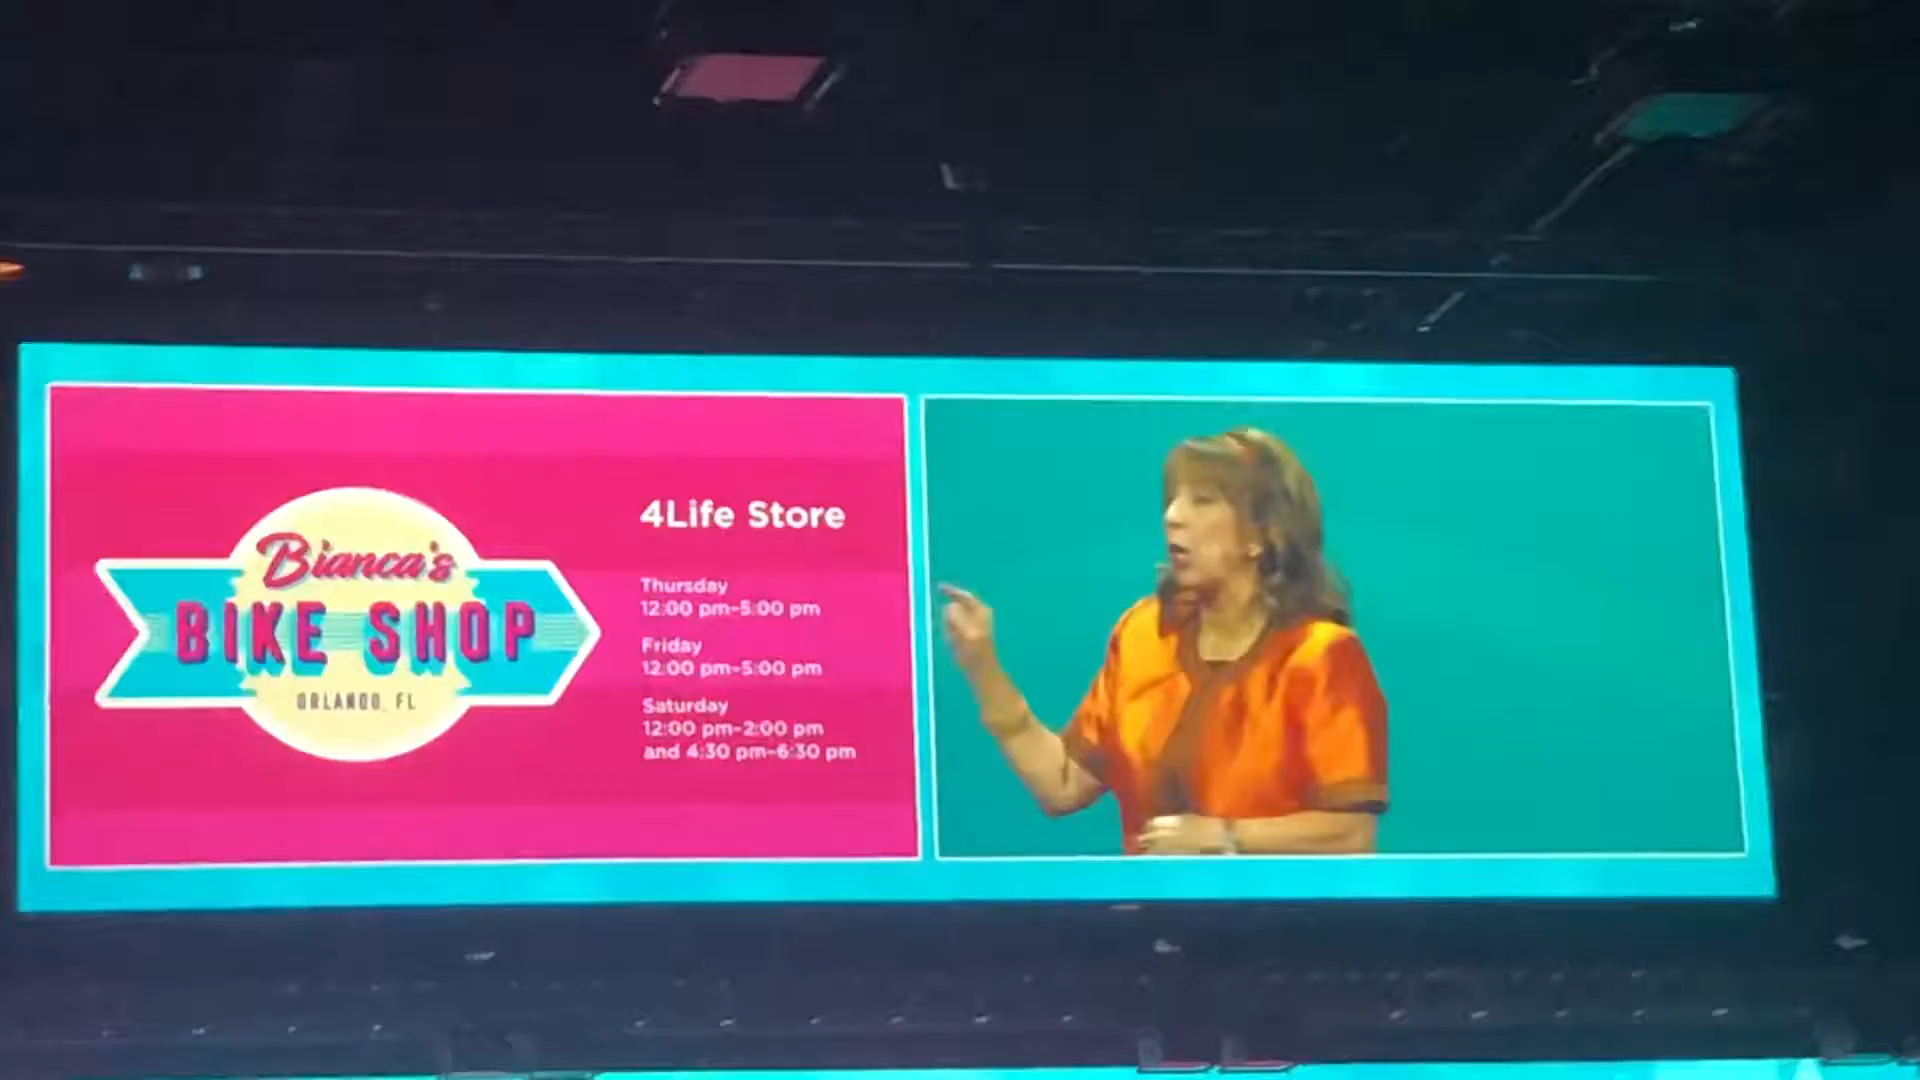 Bianca's
BIKE SHOP
ORLANDO, FL
4Life Store
Thursday
12:00 pm-5:00 pm
Friday
12:00 pm-5:00 pm
Saturday
12:00 pm-2:00 pm
and 4:30 pm-6:30 pm